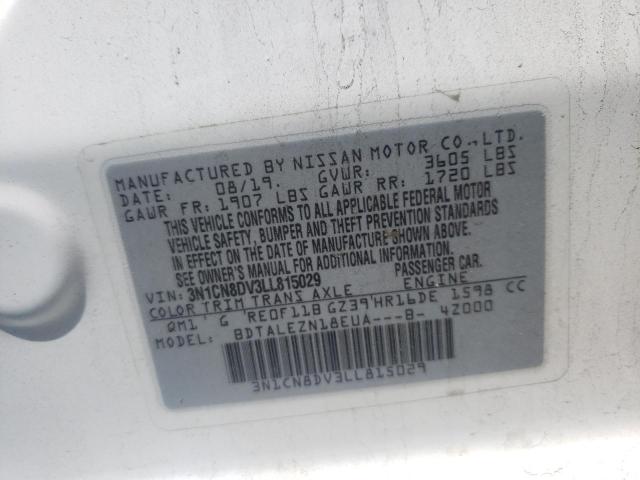 MANUFACTURED BY NISSAN MOTOR CO.,LTD.
DATE: 08/19. GVWR: 3605 LBS
GAWR FR: 1907 LBS GAWR RR: 1720 LBS
THIS VEHICLE CONFORMS TO ALL APPLICABLE FEDERAL MOTOR
VEHICLE SAFETY, BUMPER AND THEFT PREVENTION STANDARDS
IN EFFECT ON THE DATE OF MANUFACTURE SHOWN ABOVE.
SEE OWNER'S MANUAL FOR ADDITIONAL INFORMATION.
VIN: 3N1CN8DV3LL815029 PASSENGER CAR.
COLOR TRIM TRANS AXLE ENGINE
QM1 G RE0F11B GZ39 HR16DE 1598 CC
MODEL: BDTALEZN18EUA---B- 4Z000
3N1CN8DV3LL815029